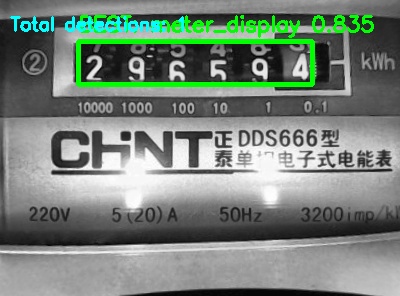 Total detections: 1
meter_display 0.835
② 2 9 6 5 9 4 kWh
10000 1000 100 10 1 0.1
CHNT 正泰 DDS666型
单相电子式电能表
220V 5(20)A 50Hz 3200imp/k